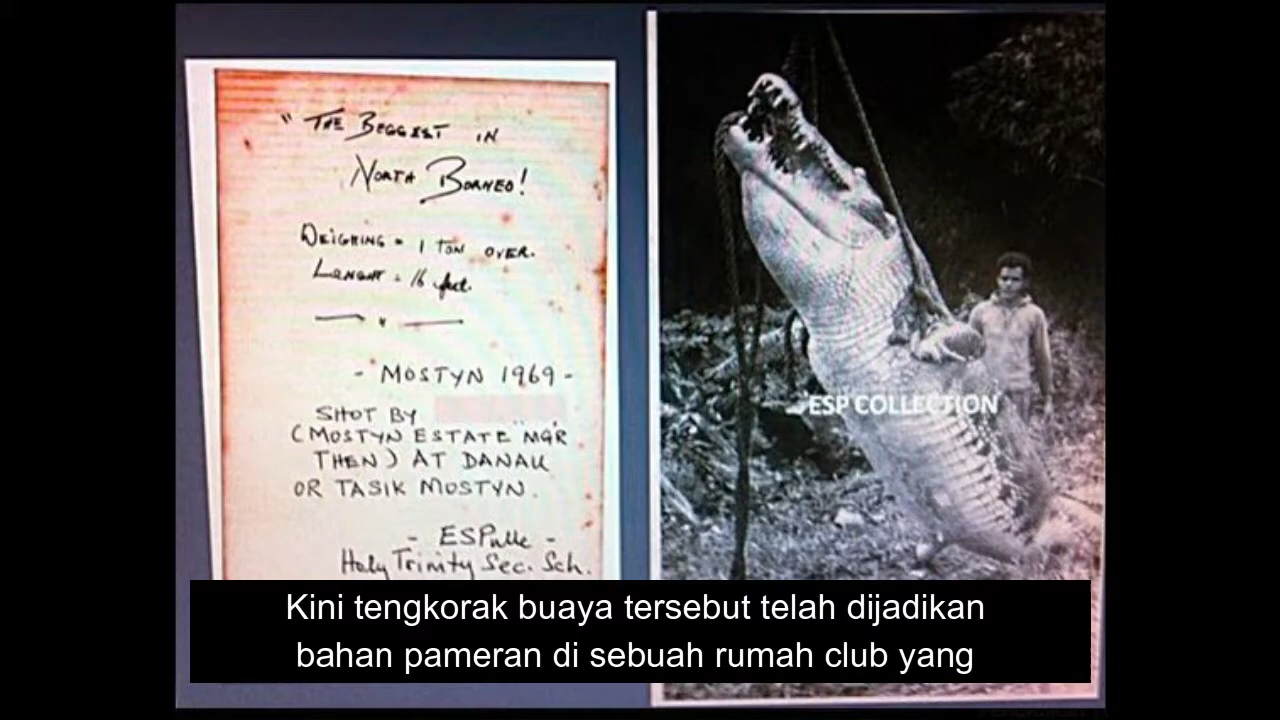 " THE BEGGEST IN
NORTH BORNEO!
WEIGHING = 1 TON OVER.
LENGHT = 16 feet.
- MOSTYN 1969 -
SHOT BY
(MOSTYN ESTATE MGR
THEN) AT DANAU
OR TASIK MOSTYN.
- ESPulle -
Holy Trinity Sec. Sch.
ESP COLLECTION
Kini tengkorak buaya tersebut telah dijadikan
bahan pameran di sebuah rumah club yang